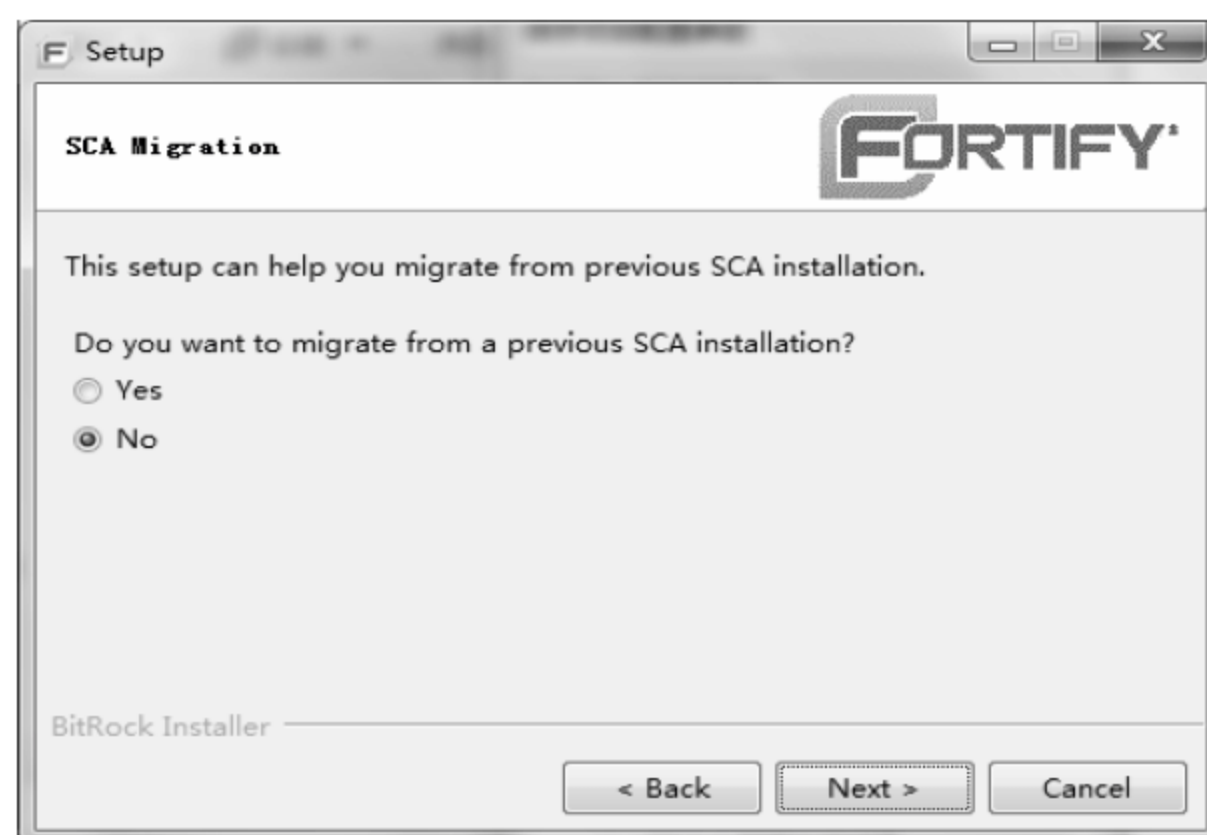 Setup
SCA Migration
FORTIFY
This setup can help you migrate from previous SCA installation.
Do you want to migrate from a previous SCA installation?
Yes
No
BitRock Installer
< Back
Next >
Cancel